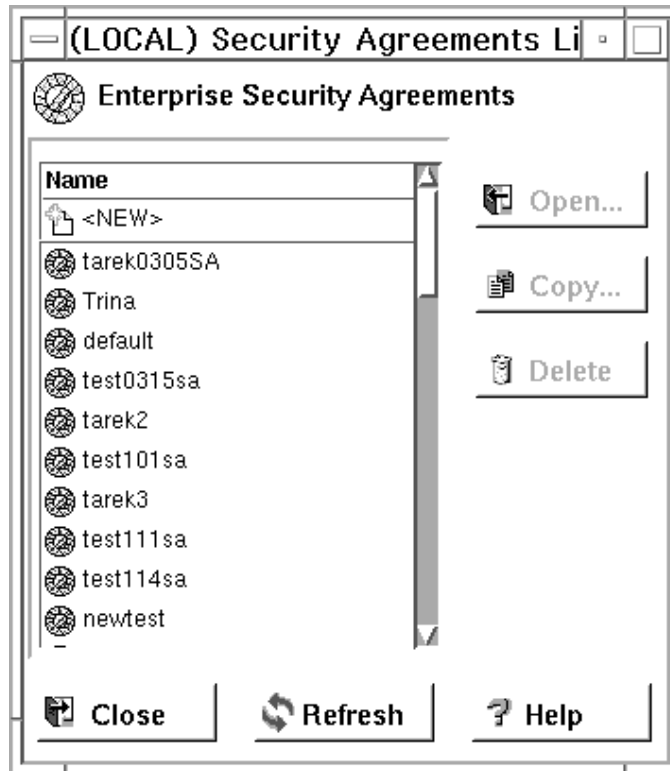 (LOCAL) Security Agreements Li
Enterprise Security Agreements
Name
<NEW>
tarek0305SA
Trina
default
test0315sa
tarek2
test101sa
tarek3
test111sa
test114sa
newtest
Open...
Copy...
Delete
Close
Refresh
Help